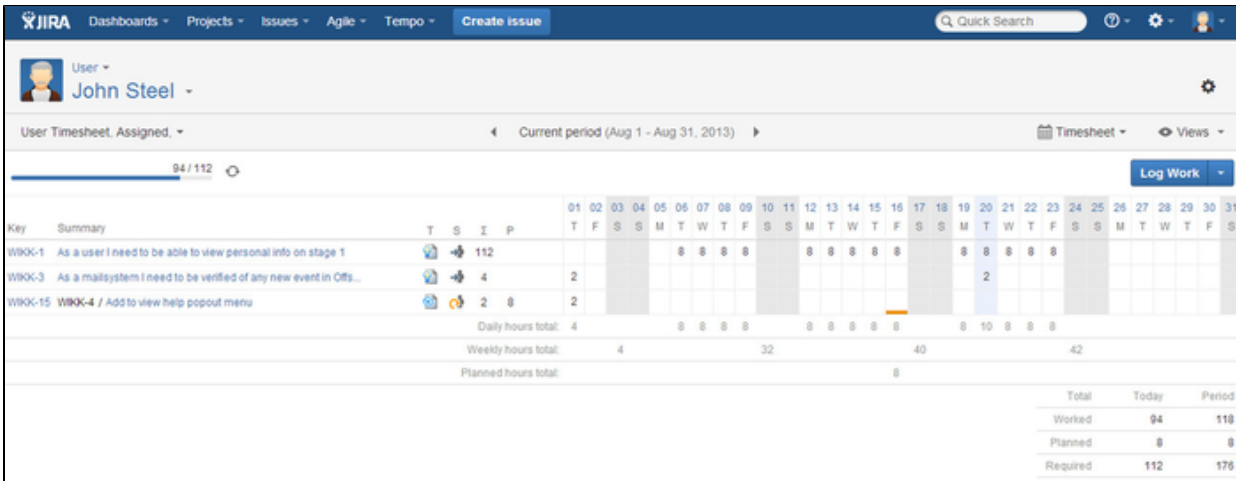 JIRA Dashboards Projects Issues Agile Tempo Create issue Quick Search
User
John Steel
User Timesheet, Assigned, Current period (Aug 1 - Aug 31, 2013) Timesheet Views
94 / 112 Log Work
01 02 03 04 05 06 07 08 09 10 11 12 13 14 15 16 17 18 19 20 21 22 23 24 25 26 27 28 29 30 31
Key Summary T S Σ P T F S S M T W T F S S M T W T F S S M T W T F S S M T W T F S
WIKK-1 As a user I need to be able to view personal info on stage 1 112 8 8 8 8 8 8 8 8 8 8 8 8 8 8
WIKK-3 As a mailsystem I need to be verified of any new event in Offs... 4 2 2
WIKK-15 WIKK-4 / Add to view help popout menu 2 8 2
Daily hours total: 4 8 8 8 8 8 8 8 8 8 8 10 8 8 8
Weekly hours total: 4 32 40 42
Planned hours total: 8
Total Today Period
Worked 94 118
Planned 8 8
Required 112 176